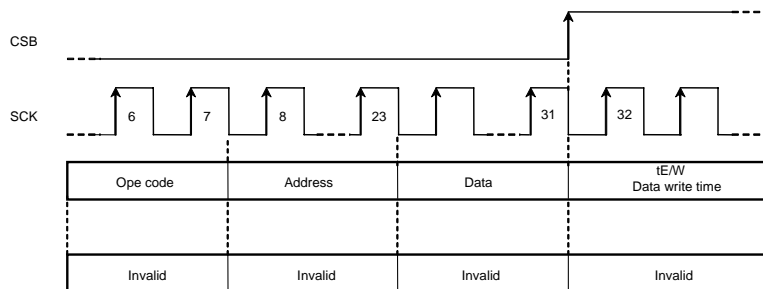 CSB
SCK
6 7 8 23 31 32
Ope code Address Data tE/W
Data write time
Invalid Invalid Invalid Invalid